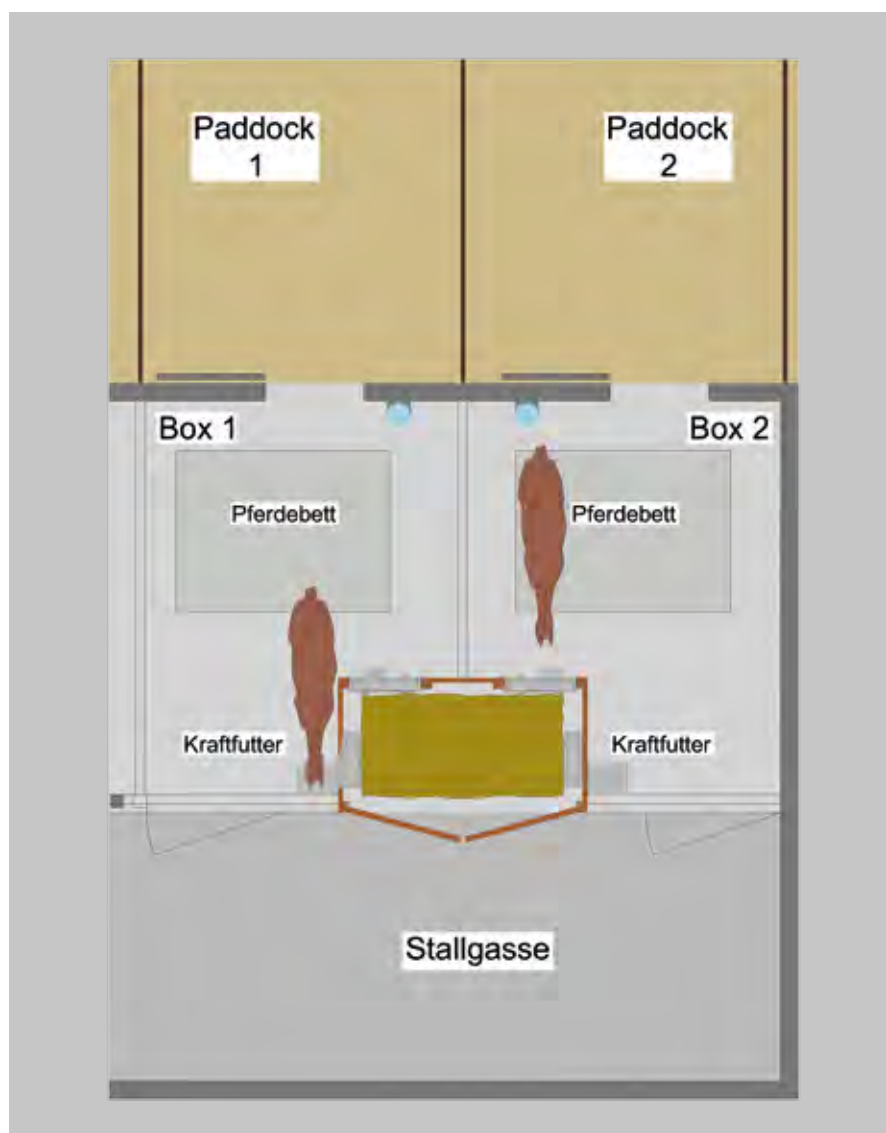 Paddock
1
Paddock
2
Box 1
Box 2
Pferdebett
Pferdebett
Kraftfutter
Kraftfutter
Stallgasse